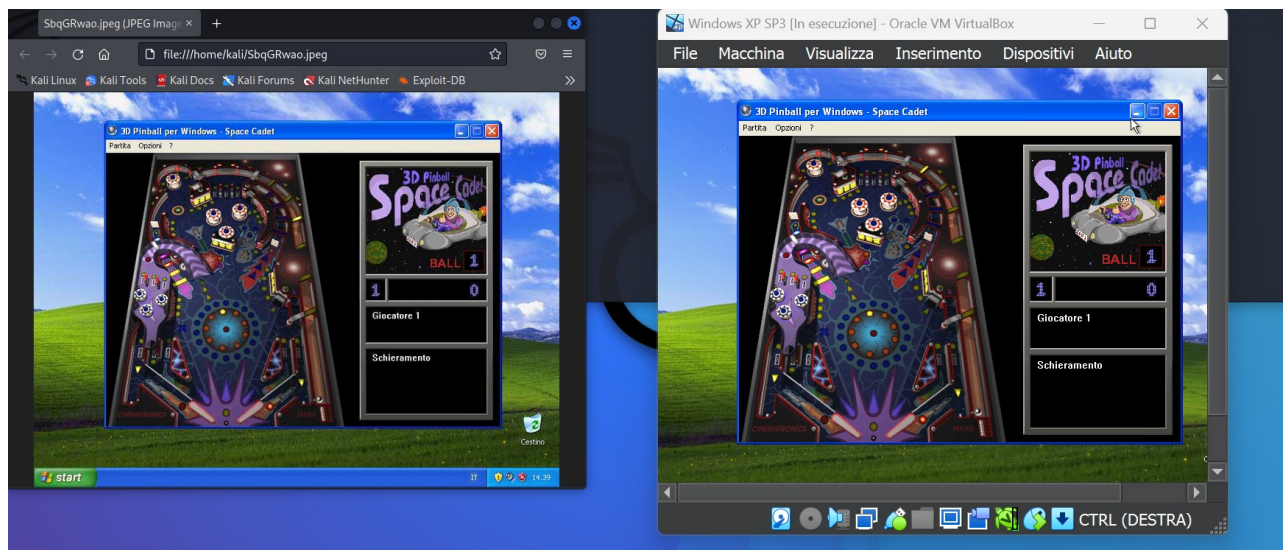 SbqGRwao.jpeg (JPEG Image
file:///home/kali/SbqGRwao.jpeg
Kali Linux Kali Tools Kali Docs Kali Forums Kali NetHunter Exploit-DB
3D Pinball per Windows - Space Cadet
Partita Opzioni ?
3D Pinball
Space Cadet
BALL 1
1 0
Giocatore 1
Schieramento
CINEMATRONICS
MAXIS
Cestino
start
IT 14.39
Windows XP SP3 [In esecuzione] - Oracle VM VirtualBox
File Macchina Visualizza Inserimento Dispositivi Aiuto
3D Pinball per Windows - Space Cadet
Partita Opzioni ?
3D Pinball
Space Cadet
BALL 1
1 0
Giocatore 1
Schieramento
CINEMATRONICS
MAXIS
CTRL (DESTRA)